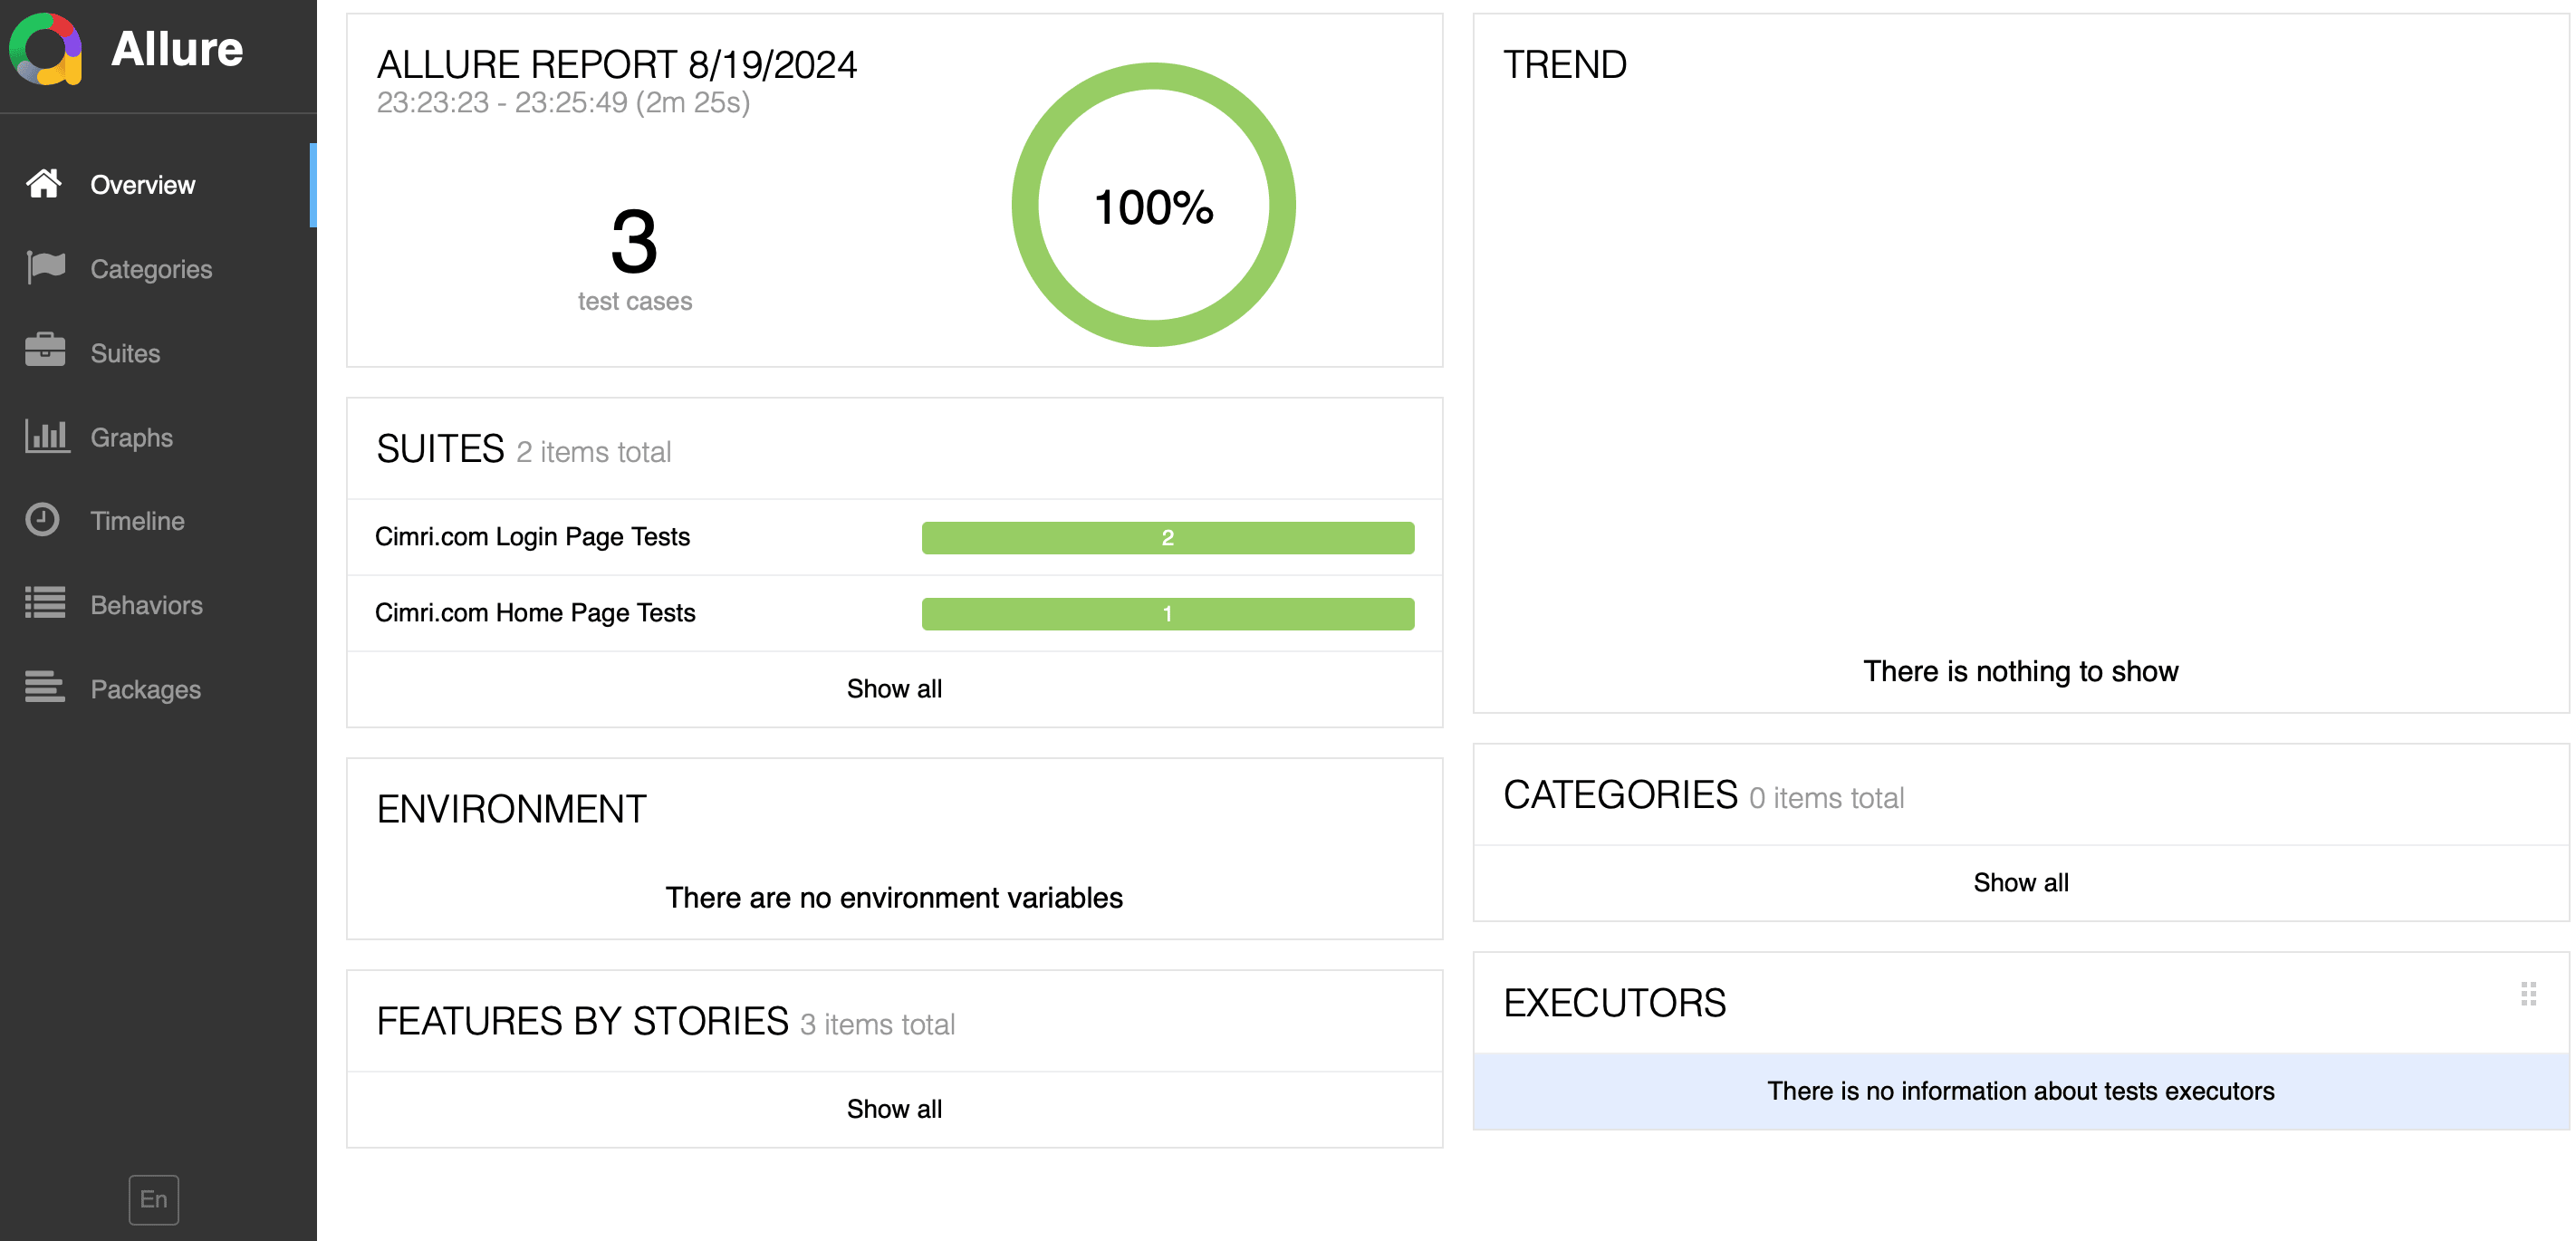 Allure
Overview
Categories
Suites
Graphs
Timeline
Behaviors
Packages
En
ALLURE REPORT 8/19/2024
23:23:23 - 23:25:49 (2m 25s)
3
test cases
100%
SUITES 2 items total
Cimri.com Login Page Tests 2
Cimri.com Home Page Tests 1
Show all
ENVIRONMENT
There are no environment variables
FEATURES BY STORIES 3 items total
Show all
TREND
There is nothing to show
CATEGORIES 0 items total
Show all
EXECUTORS
There is no information about tests executors